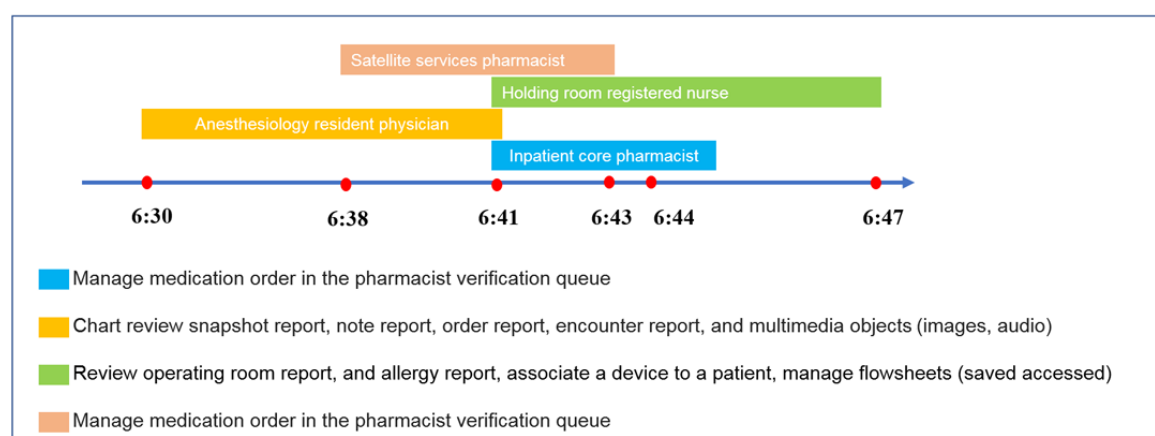 Satellite services pharmacist
Holding room registered nurse
Anesthesiology resident physician
Inpatient core pharmacist
6:30 6:38 6:41 6:43 6:44 6:47
Manage medication order in the pharmacist verification queue
Chart review snapshot report, note report, order report, encounter report, and multimedia objects (images, audio)
Review operating room report, and allergy report, associate a device to a patient, manage flowsheets (saved accessed)
Manage medication order in the pharmacist verification queue